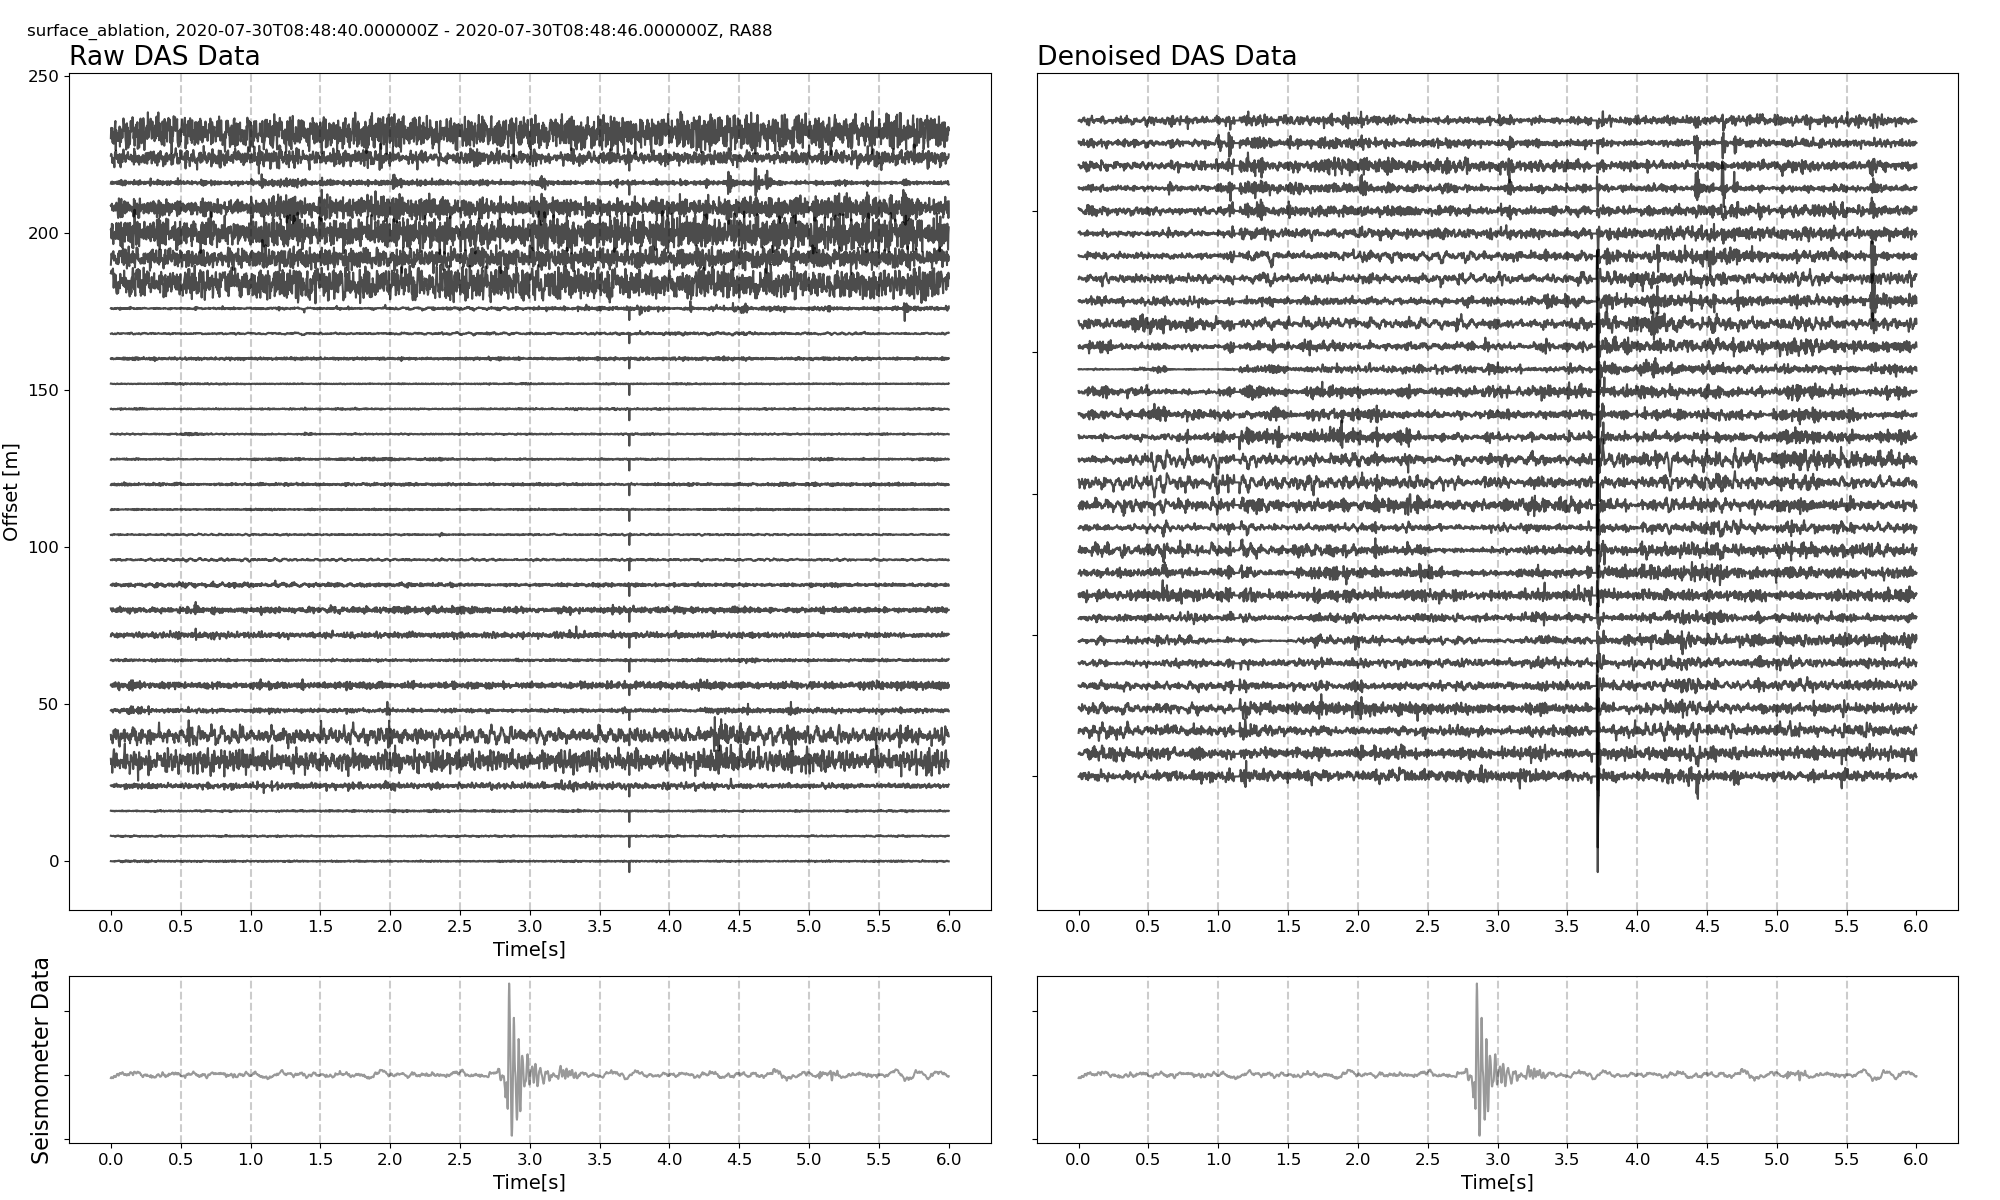 surface_ablation, 2020-07-30T08:48:40.000000Z - 2020-07-30T08:48:46.000000Z, RA88
Raw DAS Data
Denoised DAS Data
250
200
150
100
50
0
Offset [m]
0.0 0.5 1.0 1.5 2.0 2.5 3.0 3.5 4.0 4.5 5.0 5.5 6.0
Time[s]
0.0 0.5 1.0 1.5 2.0 2.5 3.0 3.5 4.0 4.5 5.0 5.5 6.0
Seismometer Data
0.0 0.5 1.0 1.5 2.0 2.5 3.0 3.5 4.0 4.5 5.0 5.5 6.0
Time[s]
0.0 0.5 1.0 1.5 2.0 2.5 3.0 3.5 4.0 4.5 5.0 5.5 6.0
Time[s]